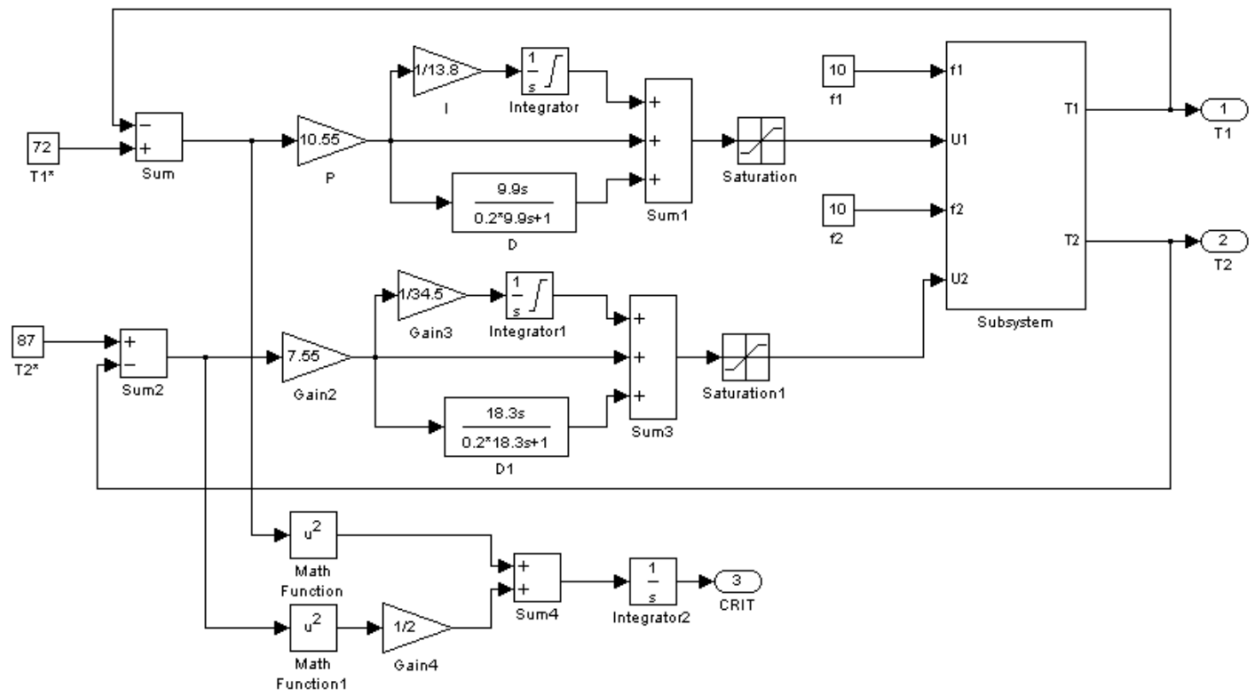 1/13.8
I
1
s
Integrator
10
f1
f1
T1
1
T1
72
T1*
−
+
Sum
10.55
P
+
+
+
Sum1
Saturation
U1
9.9s
0.2*9.9s+1
D
10
f2
f2
T2
2
T2
U2
Subsystem
1/34.5
Gain3
1
s
Integrator1
87
T2*
+
−
Sum2
7.55
Gain2
+
+
+
Sum3
Saturation1
18.3s
0.2*18.3s+1
D1
u²
Math
Function
+
+
Sum4
1
s
Integrator2
3
CRIT
u²
Math
Function1
1/2
Gain4